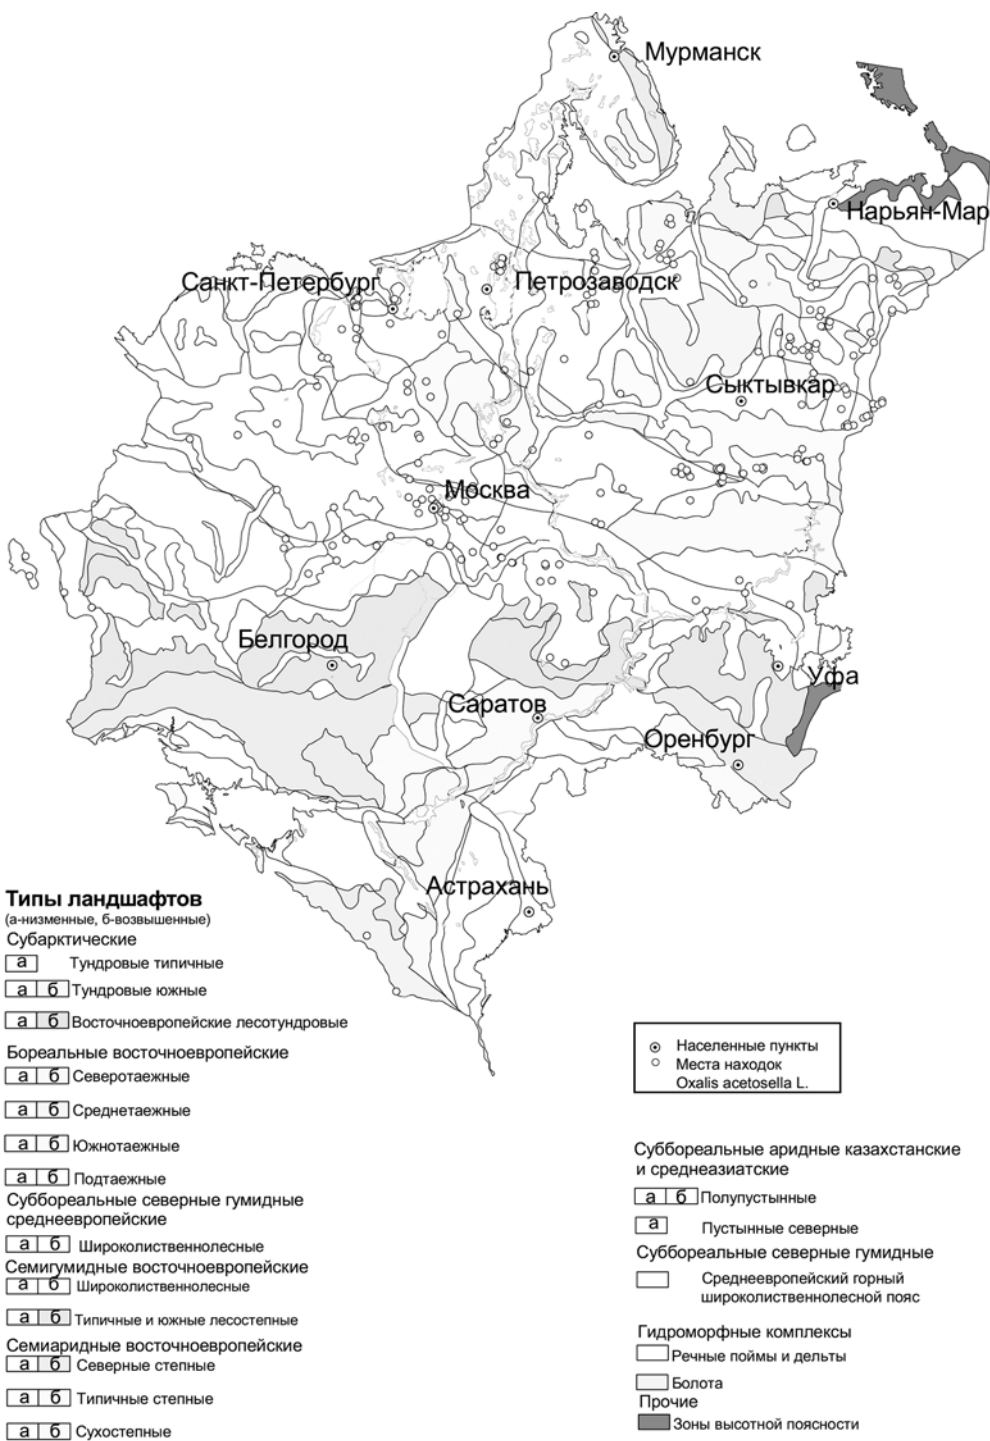 Мурманск
Нарьян-Мар
Санкт-Петербург
Петрозаводск
Сыктывкар
Москва
Белгород
Уфа
Саратов
Оренбург
Астрахань
Типы ландшафтов
(а-низменные, б-возвышенные)
Субарктические
а Тундровые типичные
а б Тундровые южные
а б Восточноевропейские лесотундровые
Бореальные восточноевропейские
а б Северотаежные
а б Среднетаежные
а б Южнотаежные
а б Подтаежные
Суббореальные северные гумидные
среднеевропейские
а б Широколиственнолесные
Семигумидные восточноевропейские
а б Широколиственнолесные
а б Типичные и южные лесостепные
Семиаридные восточноевропейские
а б Северные степные
а б Типичные степные
а б Сухостепные
Населенные пункты
Места находок
Oxalis acetosella L.
Суббореальные аридные казахстанские
и среднеазиатские
а б Полупустынные
а Пустынные северные
Суббореальные северные гумидные
Среднеевропейский горный
широколиственнолесной пояс
Гидроморфные комплексы
Речные поймы и дельты
Болота
Прочие
Зоны высотной поясности